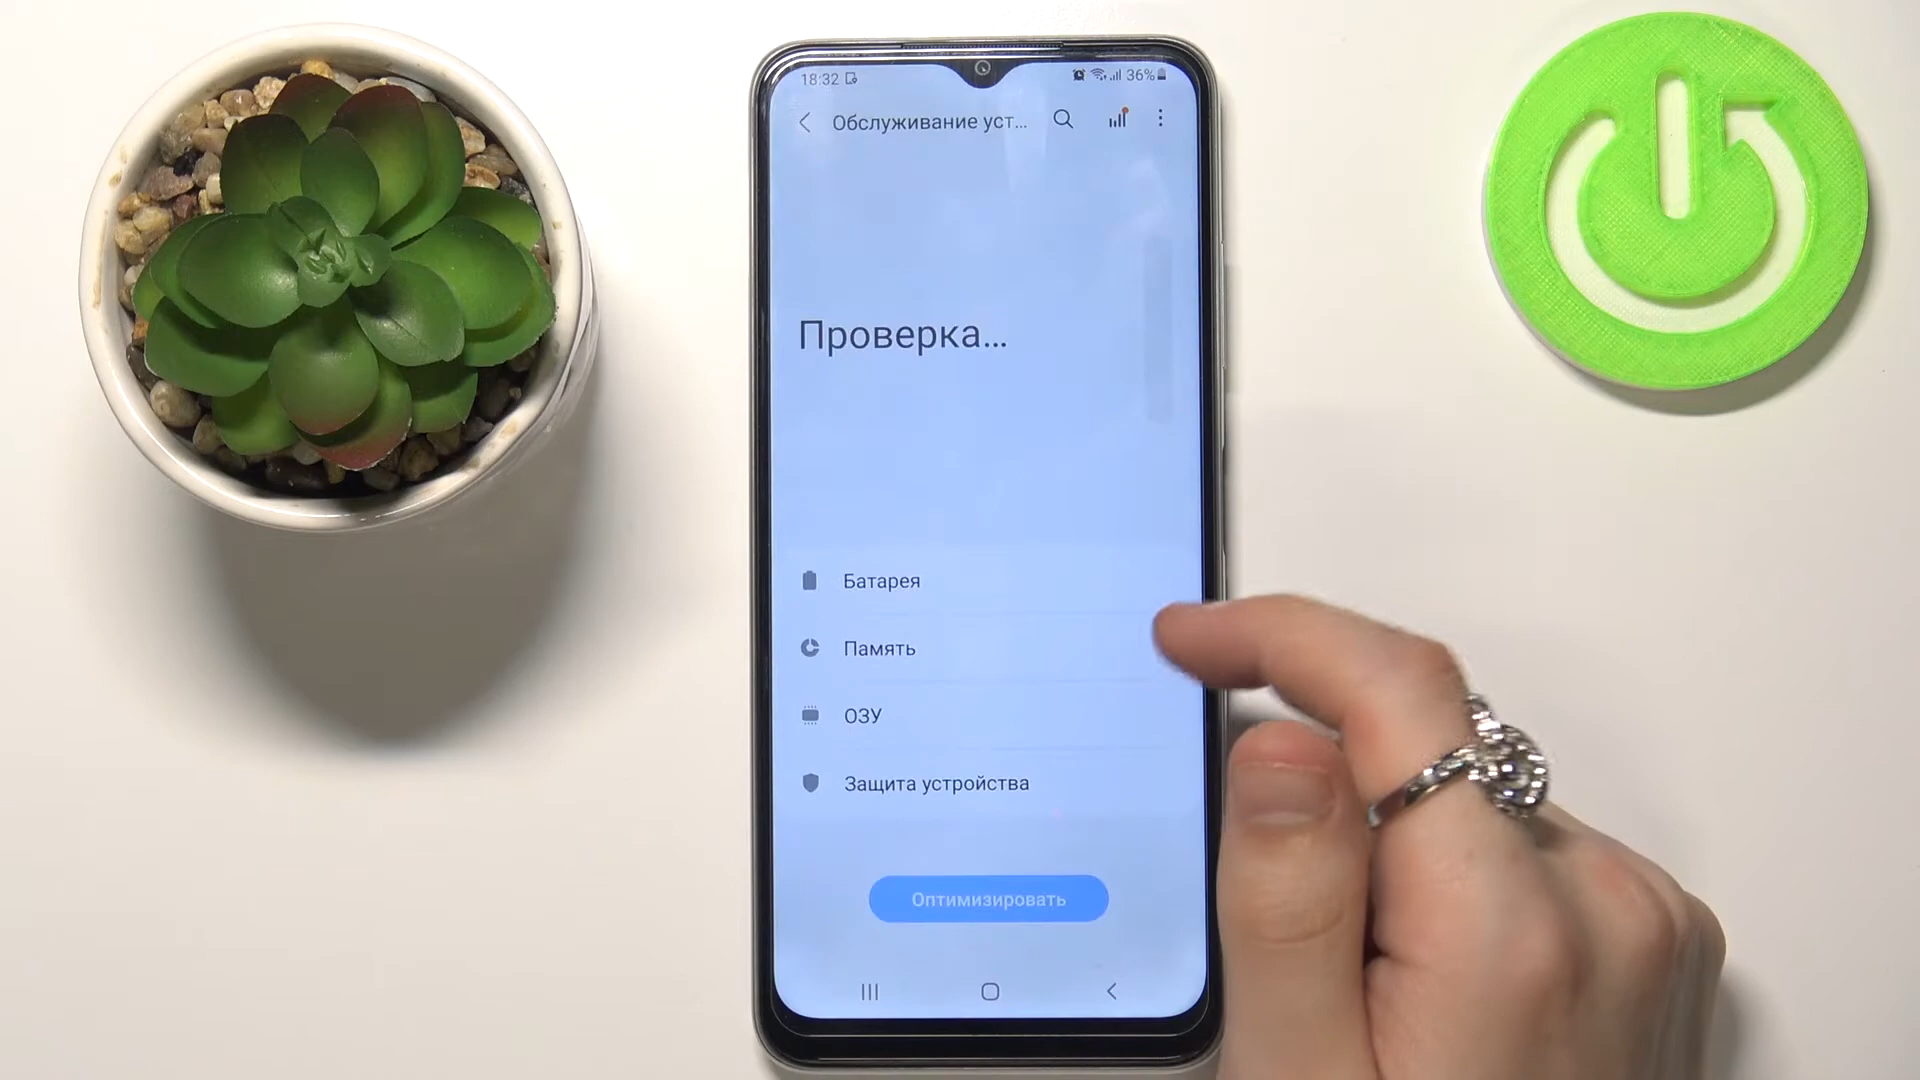 18:32 36%
Обслуживание уст...
Проверка...
Батарея
Память
ОЗУ
Защита устройства
Оптимизировать